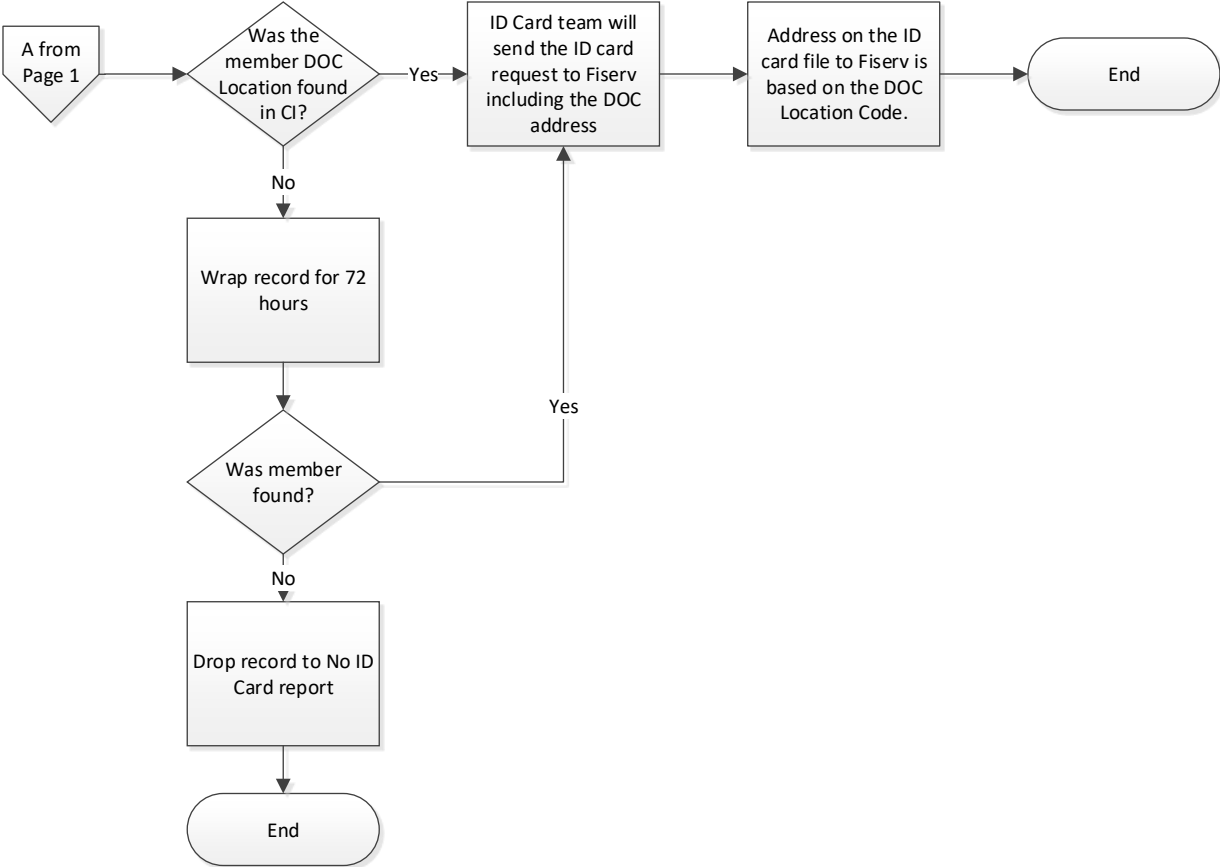 A from
Page 1
Was the
member DOC
Location found
in CI?
Yes
ID Card team will
send the ID card
request to Fiserv
including the DOC
address
Address on the ID
card file to Fiserv is
based on the DOC
Location Code.
End
No
Wrap record for 72
hours
Was member
found?
Yes
No
Drop record to No ID
Card report
End